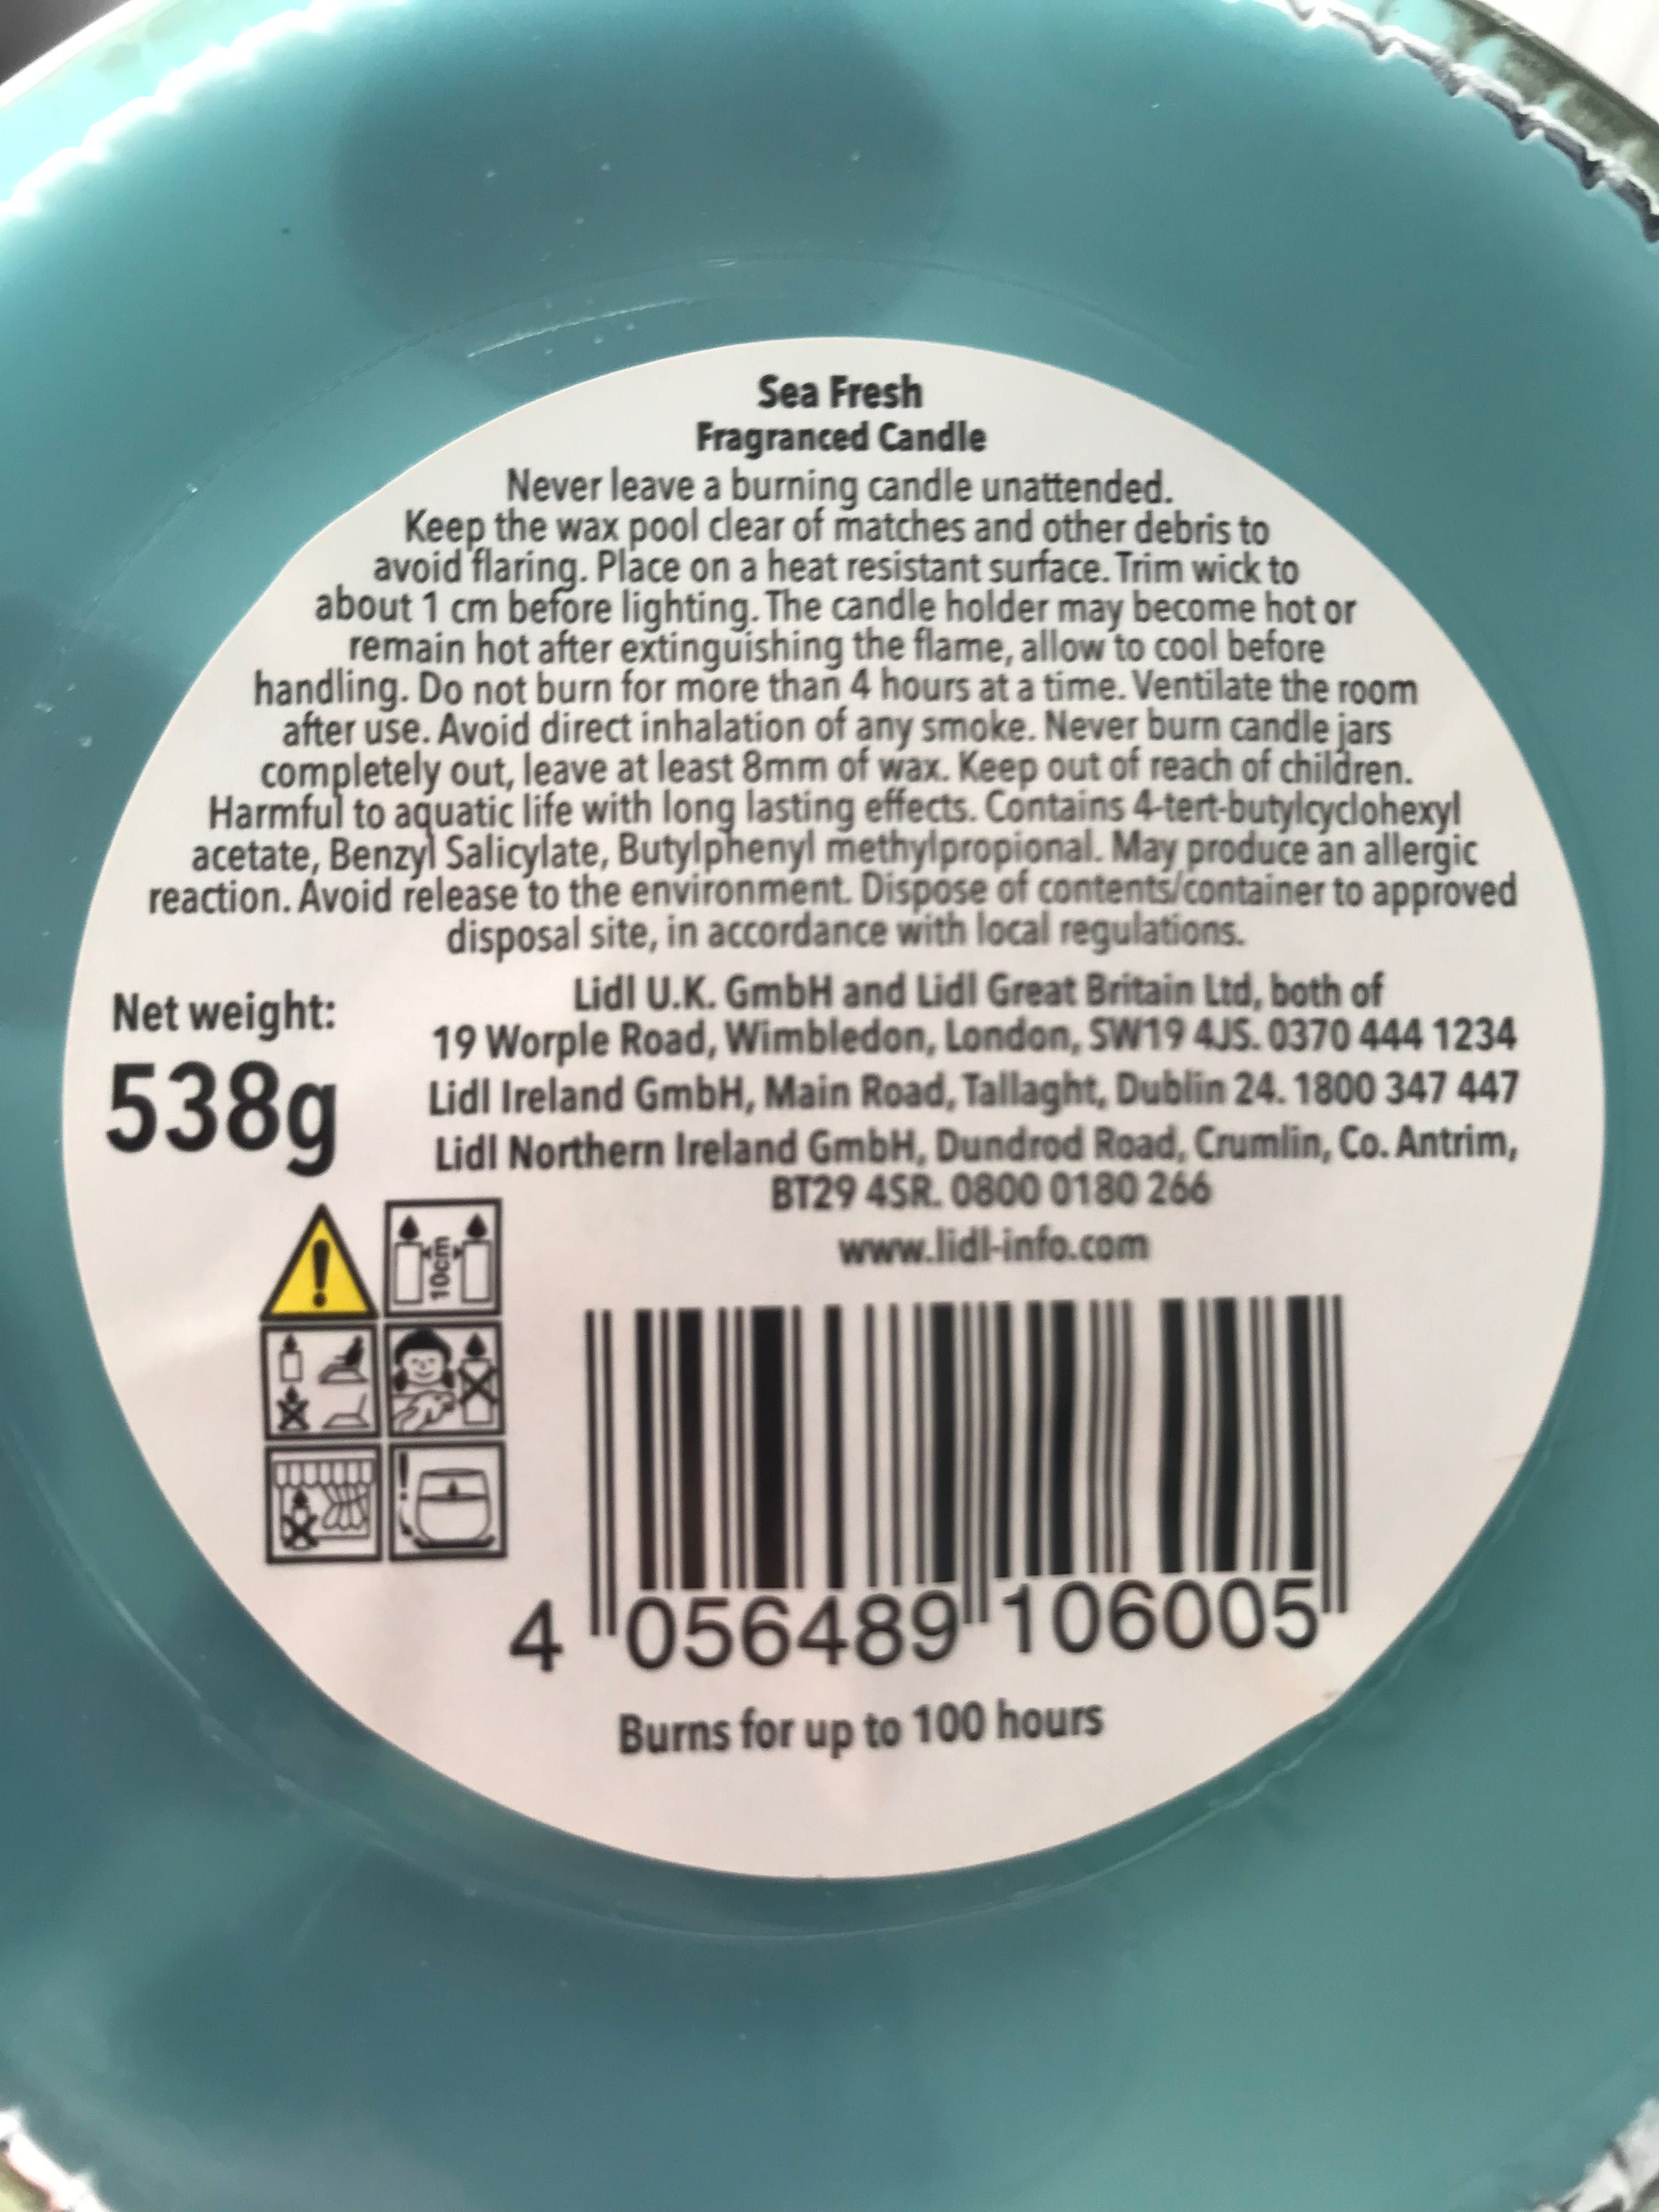 Sea Fresh
Fragranced Candle
Never leave a burning candle unattended.
Keep the wax pool clear of matches and other debris to
avoid flaring. Place on a heat resistant surface. Trim wick to
about 1 cm before lighting. The candle holder may become hot or
remain hot after extinguishing the flame, allow to cool before
handling. Do not burn for more than 4 hours at a time. Ventilate the room
after use. Avoid direct inhalation of any smoke. Never burn candle jars
completely out, leave at least 8mm of wax. Keep out of reach of children.
Harmful to aquatic life with long lasting effects. Contains 4-tert-butylcyclohexyl
acetate, Benzyl Salicylate, Butylphenyl methylpropional. May produce an allergic
reaction. Avoid release to the environment. Dispose of contents/container to approved
disposal site, in accordance with local regulations.
Net weight:
538g
Lidl U.K. GmbH and Lidl Great Britain Ltd, both of
19 Worple Road, Wimbledon, London, SW19 4JS. 0370 444 1234
Lidl Ireland GmbH, Main Road, Tallaght, Dublin 24. 1800 347 447
Lidl Northern Ireland GmbH, Dundrod Road, Crumlin, Co. Antrim,
BT29 4SR. 0800 0180 266
www.lidl-info.com
10cm
4 056489 106005
Burns for up to 100 hours